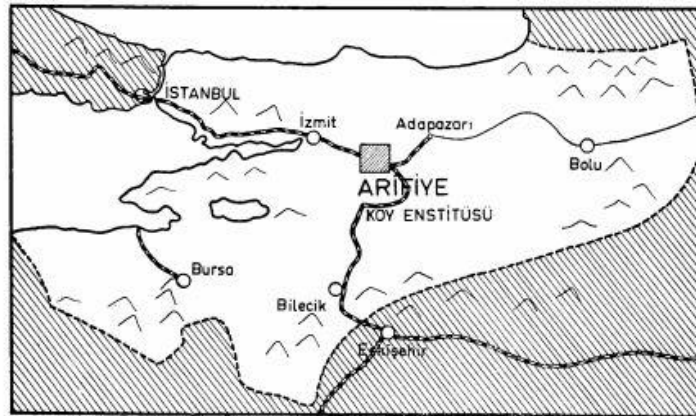 İSTANBUL
İzmit
Adapazarı
Bolu
ARİFİYE
KÖY ENSTİTÜSÜ
Bursa
Bilecik
Eskişehir